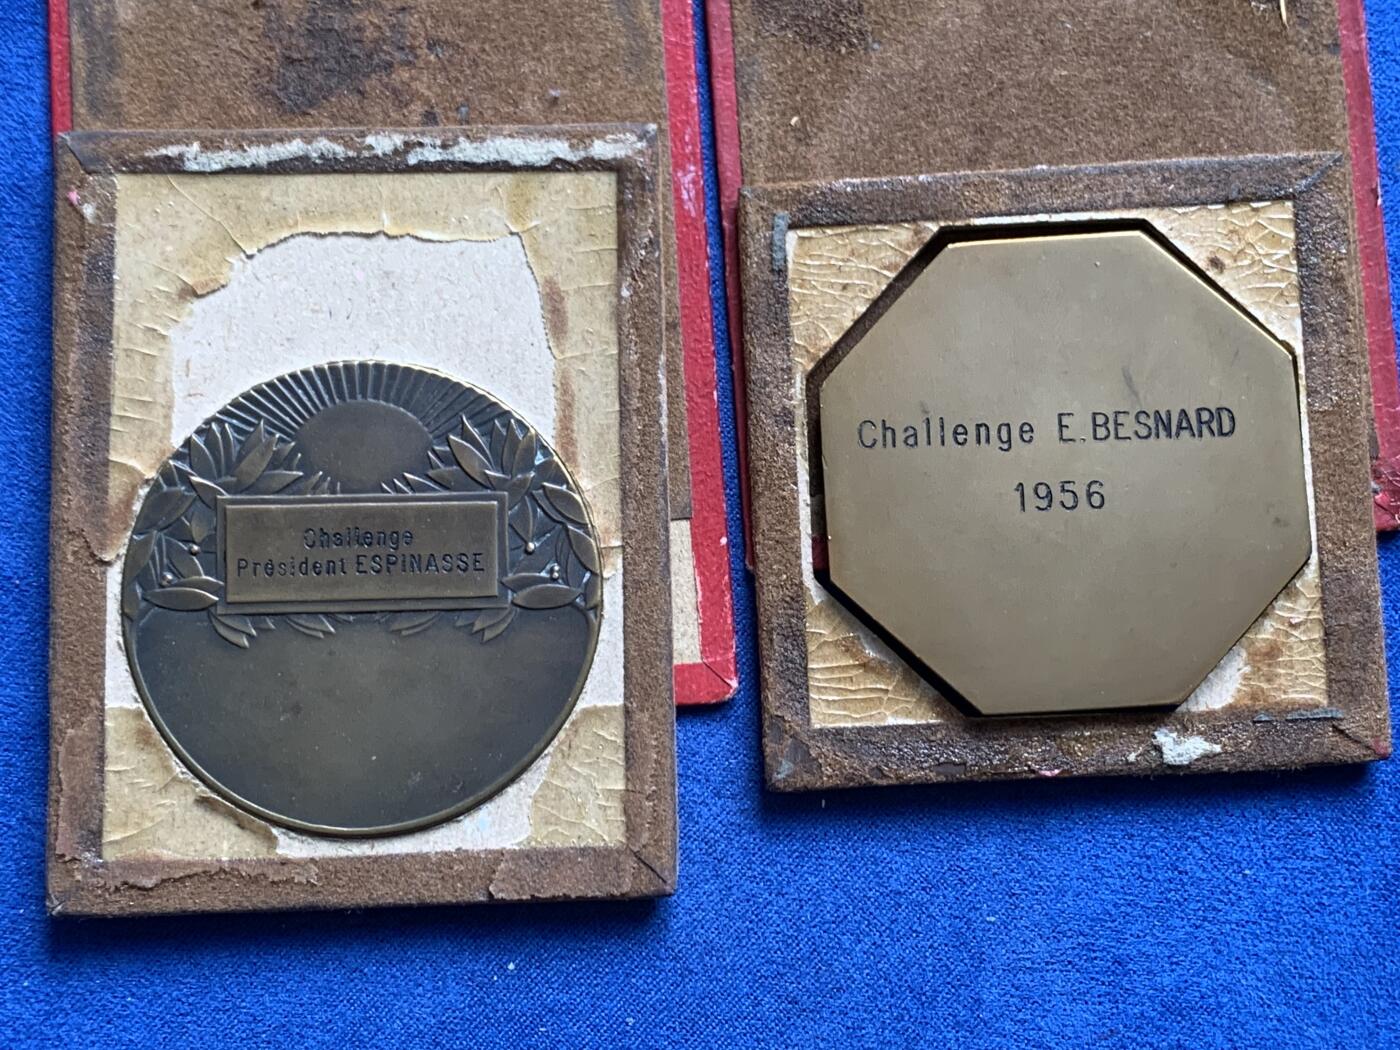 Challenge
Président ESPINASSE
Challenge E.BESNARD
1956